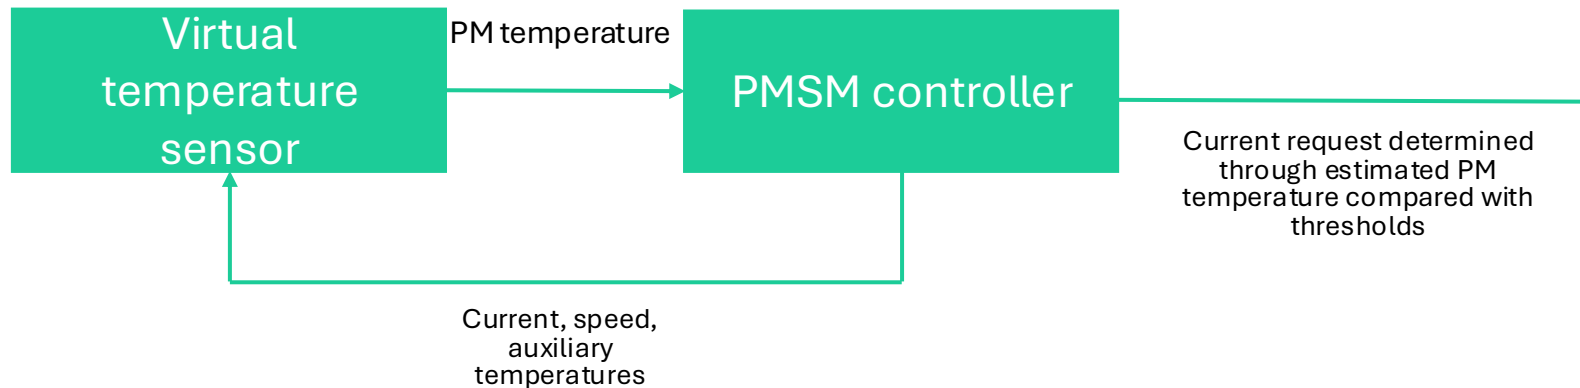 Virtual
temperature
sensor
PM temperature
PMSM controller
Current request determined
through estimated PM
temperature compared with
thresholds
Current, speed,
auxiliary
temperatures